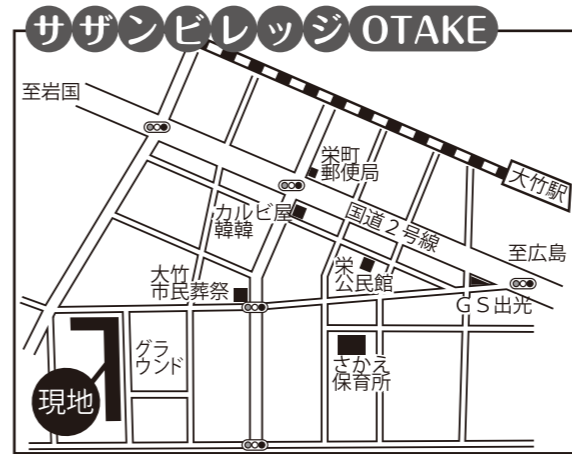 サザンビレッジOTAKE
至岩国
栄町
郵便局
大竹駅
カルビ屋
韓韓
国道２号線
至広島
大竹
市民葬祭
栄
公民館
ＧＳ出光
グラ
ウンド
さかえ
保育所
現地